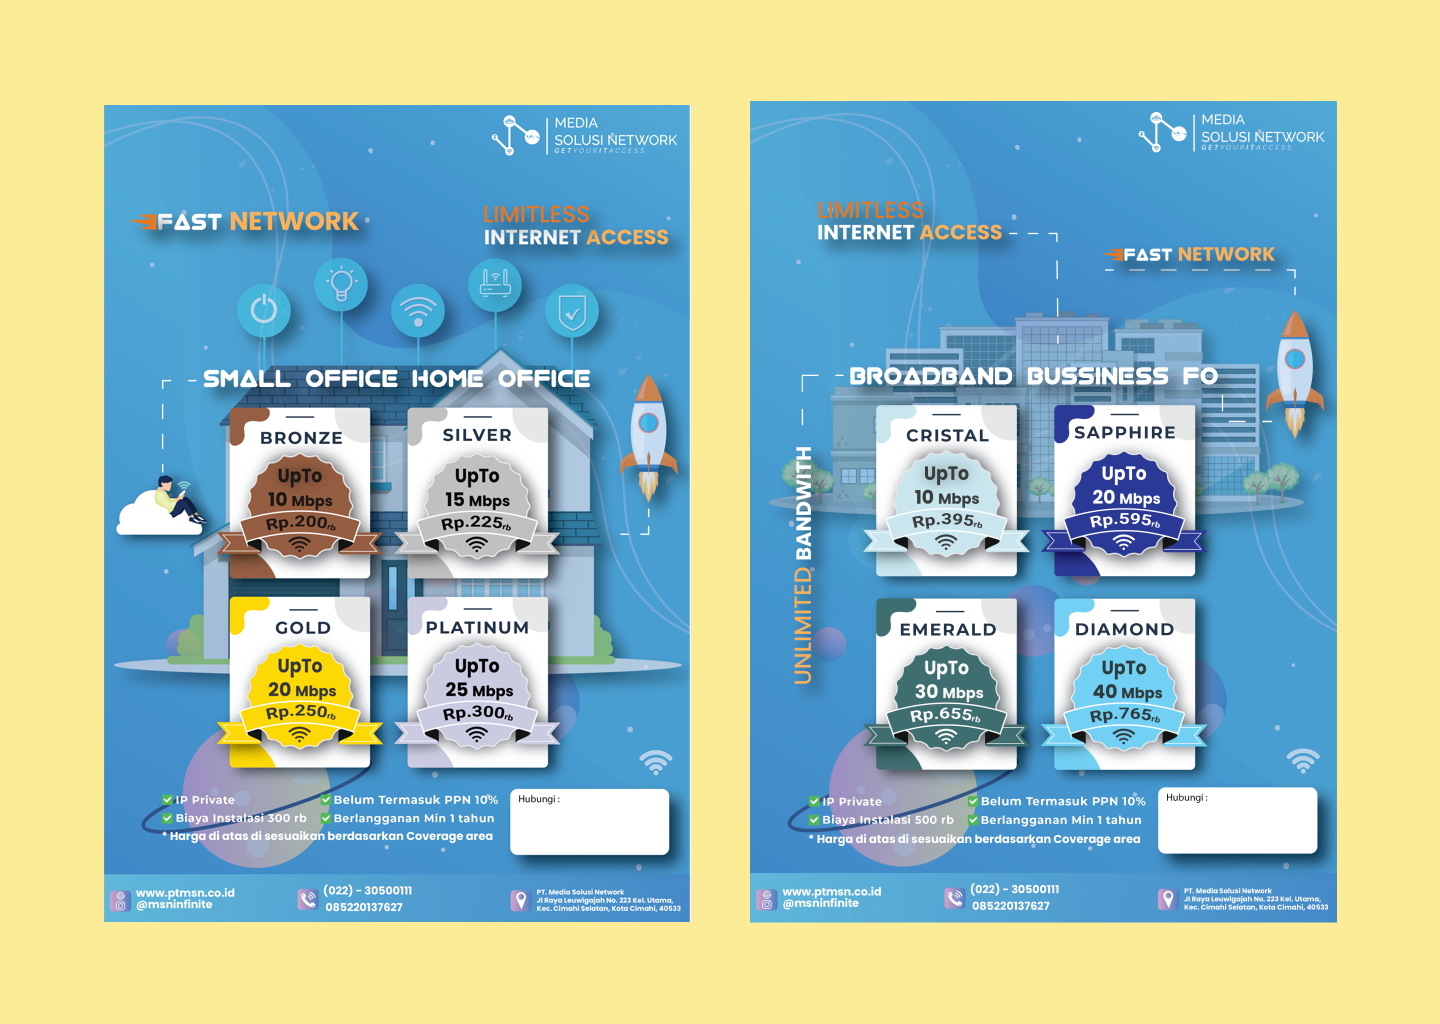 MEDIA
SOLUSI NETWORK
GETYOURITACCESS
FAST NETWORK
LIMITLESS
INTERNET ACCESS
SMALL OFFICE HOME OFFICE
BRONZE
UpTo
10 Mbps
Rp.200rb
SILVER
UpTo
15 Mbps
Rp.225rb
GOLD
UpTo
20 Mbps
Rp.250rb
PLATINUM
UpTo
25 Mbps
Rp.300rb
IP Private
Belum Termasuk PPN 10%
Biaya Instalasi 300 rb
Berlangganan Min 1 tahun
* Harga di atas di sesuaikan berdasarkan Coverage area
Hubungi :
www.ptmsn.co.id
@msninfinite
(022) - 30500111
085220137627
PT. Media Solusi Network
Jl Raya Leuwigajah No. 223 Kel. Utama,
Kec. Cimahi Selatan, Kota Cimahi, 40533
MEDIA
SOLUSI NETWORK
GETYOURITACCESS
LIMITLESS
INTERNET ACCESS
FAST NETWORK
BROADBAND BUSSINESS FO
UNLIMITED BANDWITH
CRISTAL
UpTo
10 Mbps
Rp.395rb
SAPPHIRE
UpTo
20 Mbps
Rp.595rb
EMERALD
UpTo
30 Mbps
Rp.655rb
DIAMOND
UpTo
40 Mbps
Rp.765rb
IP Private
Belum Termasuk PPN 10%
Biaya Instalasi 500 rb
Berlangganan Min 1 tahun
* Harga di atas di sesuaikan berdasarkan Coverage area
Hubungi :
www.ptmsn.co.id
@msninfinite
(022) - 30500111
085220137627
PT. Media Solusi Network
Jl Raya Leuwigajah No. 223 Kel. Utama,
Kec. Cimahi Selatan, Kota Cimahi, 40533